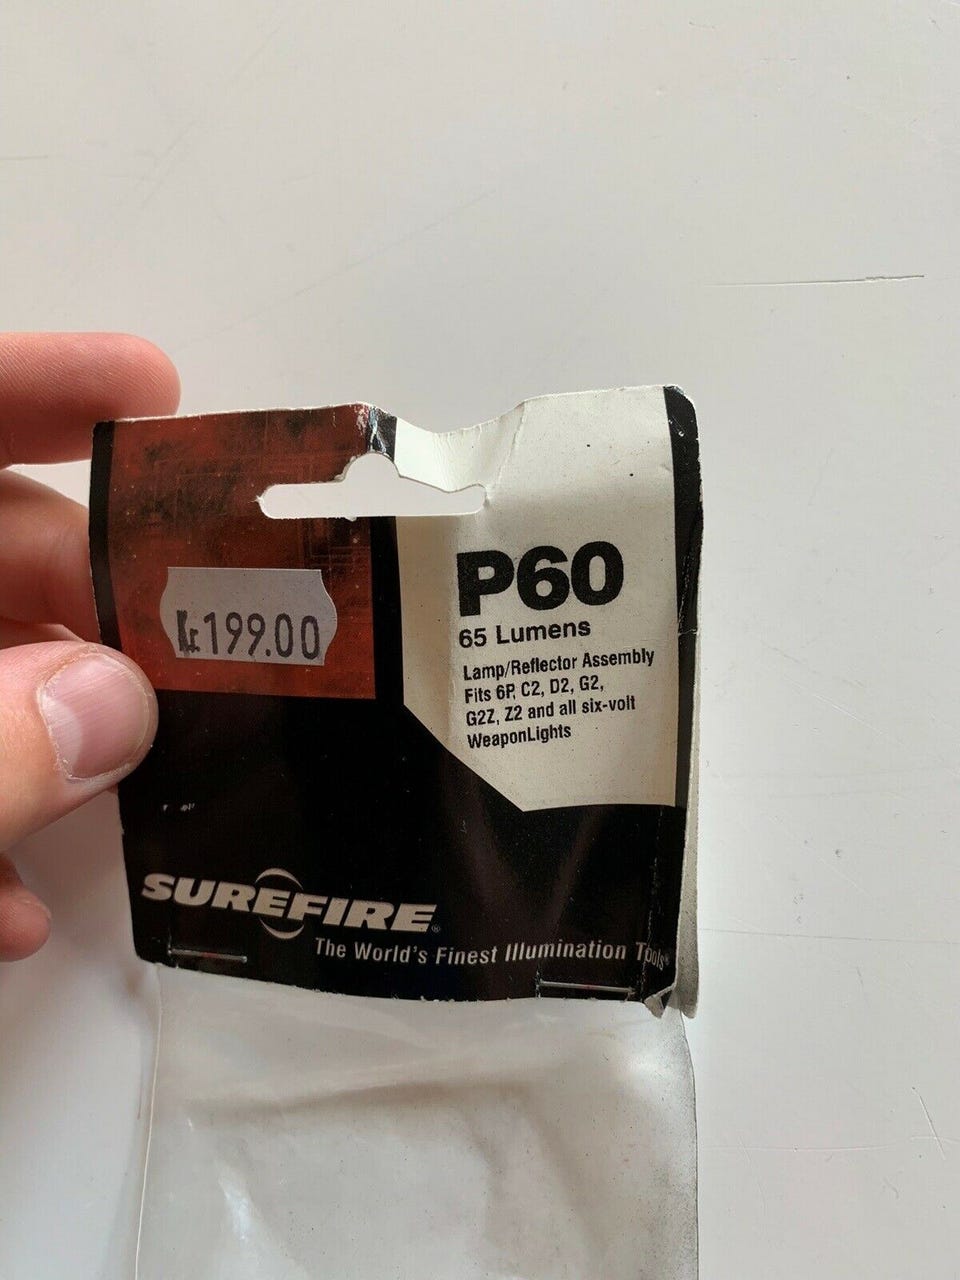 Kr199.00
P60
65 Lumens
Lamp/Reflector Assembly
Fits 6P, C2, D2, G2,
G2Z, Z2 and all six-volt
WeaponLights
SUREFIRE®
The World's Finest Illumination Tools®